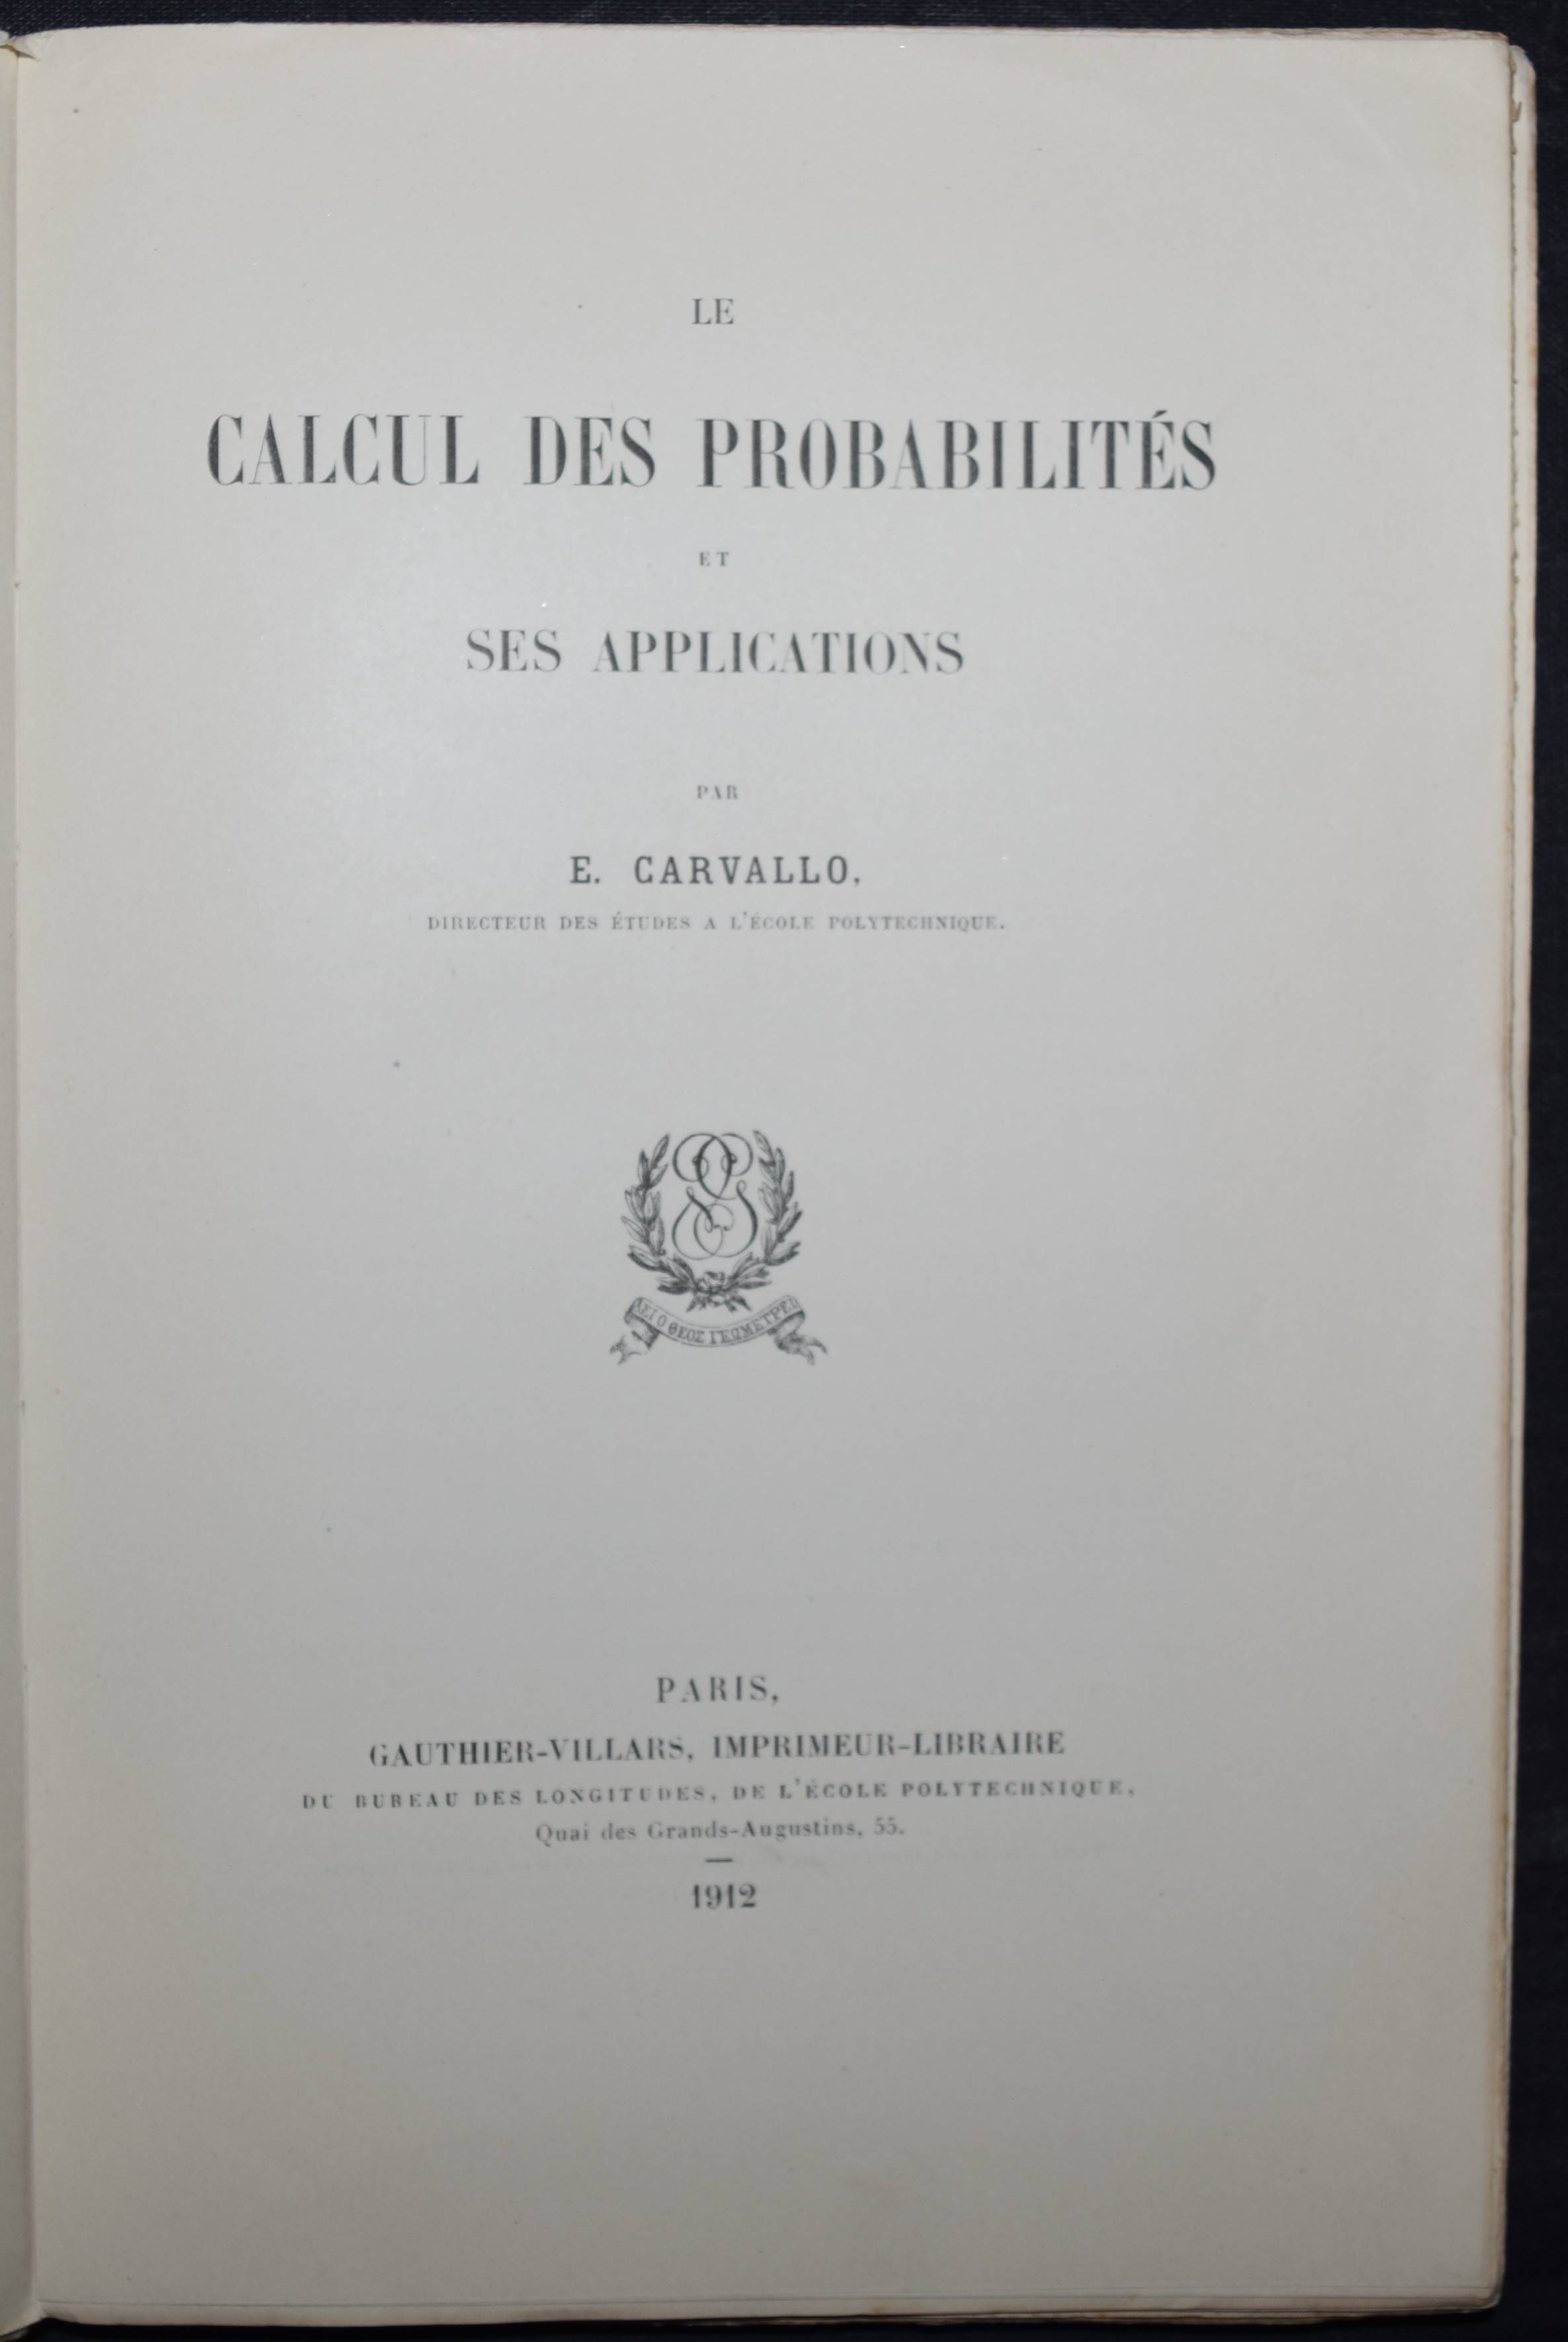 LE
CALCUL DES PROBABILITÉS
ET
SES APPLICATIONS
PAR
E. CARVALLO,
DIRECTEUR DES ÉTUDES A L'ÉCOLE POLYTECHNIQUE.
ΑΕΙ Ο ΘΕΟΣ ΓΕΩΜΕΤΡΕΙ
PARIS,
GAUTHIER-VILLARS, IMPRIMEUR-LIBRAIRE
DU BUREAU DES LONGITUDES, DE L'ÉCOLE POLYTECHNIQUE,
Quai des Grands-Augustins, 55.
1912